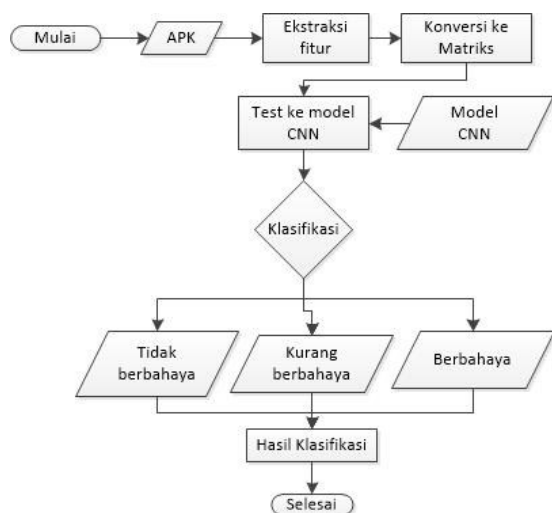 Mulai
APK
Ekstraksi
fitur
Konversi ke
Matriks
Test ke model
CNN
Model
CNN
Klasifikasi
Tidak
berbahaya
Kurang
berbahaya
Berbahaya
Hasil Klasifikasi
Selesai